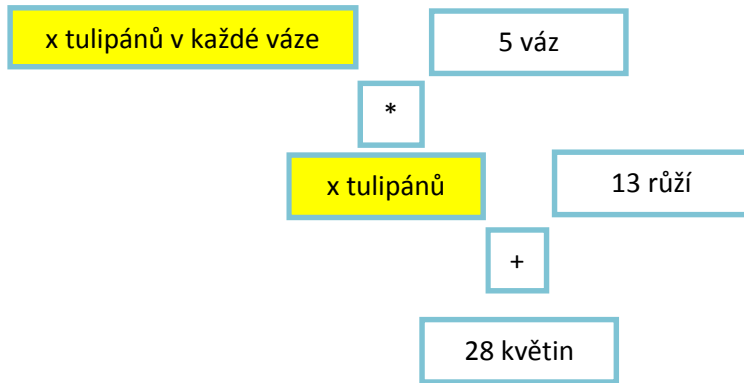 x tulipánů v každé váze
5 váz
*
x tulipánů
13 růží
+
28 květin